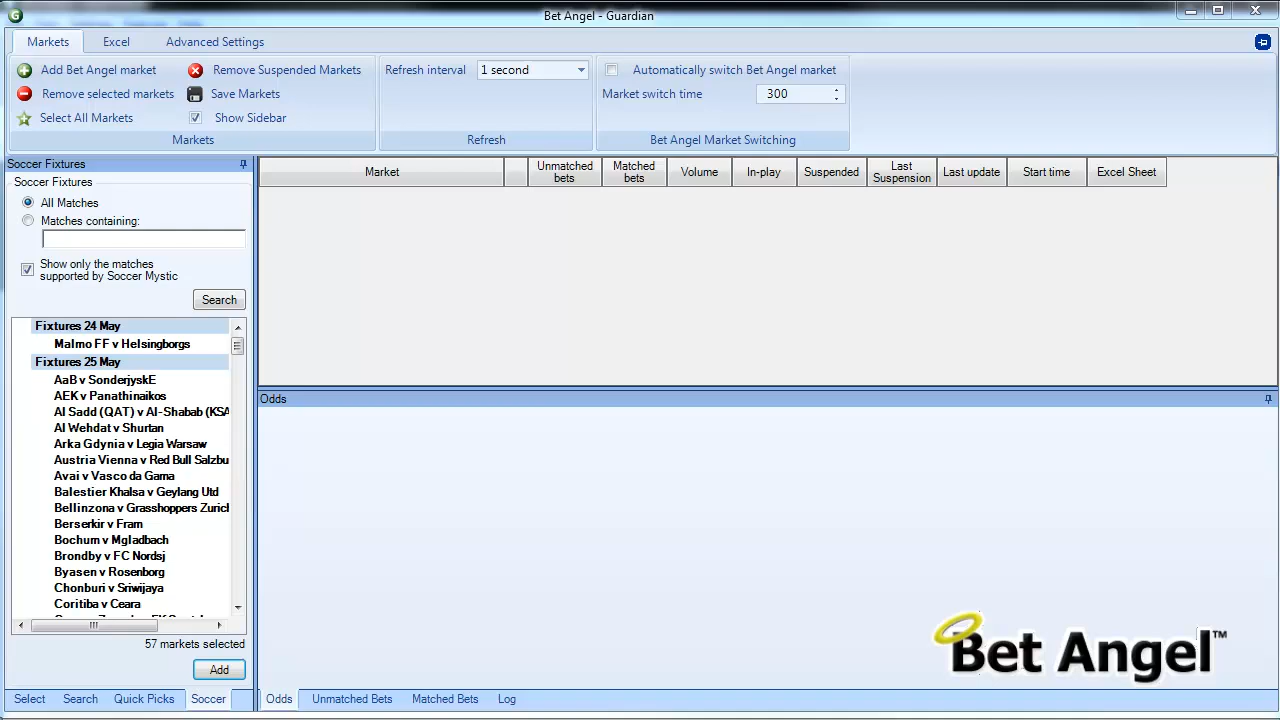 Bet Angel - Guardian
Markets
Excel
Advanced Settings
Add Bet Angel market
Remove Suspended Markets
Refresh interval
1 second
Automatically switch Bet Angel market
Remove selected markets
Save Markets
Market switch time
300
Select All Markets
Show Sidebar
Markets
Refresh
Bet Angel Market Switching
Soccer Fixtures
Soccer Fixtures
All Matches
Matches containing:
Show only the matches
supported by Soccer Mystic
Search
Fixtures 24 May
Malmo FF v Helsingborgs
Fixtures 25 May
AaB v SonderjyskE
AEK v Panathinaikos
Al Sadd (QAT) v Al-Shabab (KSA
Al Wehdat v Shurtan
Arka Gdynia v Legia Warsaw
Austria Vienna v Red Bull Salzbu
Avai v Vasco da Gama
Balestier Khalsa v Geylang Utd
Bellinzona v Grasshoppers Zurich
Berserkir v Fram
Bochum v Mgladbach
Brondby v FC Nordsj
Byasen v Rosenborg
Chonburi v Sriwijaya
Coritiba v Ceara
57 markets selected
Add
Select
Search
Quick Picks
Soccer
Market
Unmatched
bets
Matched
bets
Volume
In-play
Suspended
Last
Suspension
Last update
Start time
Excel Sheet
Odds
Bet Angel™
Odds
Unmatched Bets
Matched Bets
Log